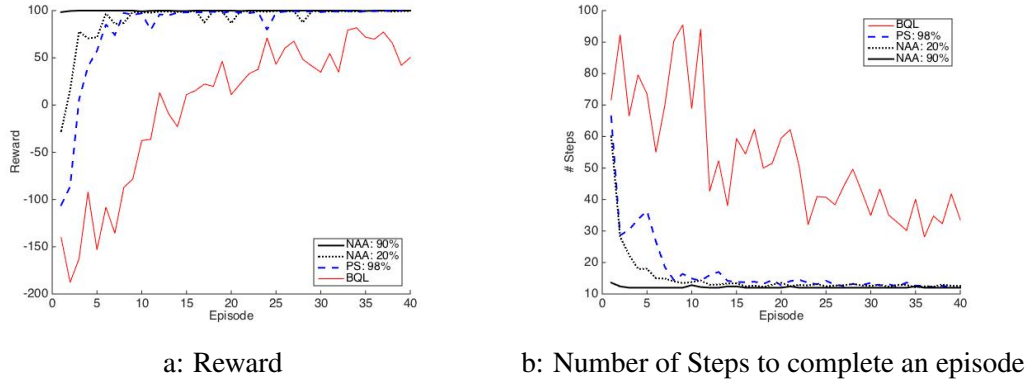 100
50
0
-50
-100
-150
-200
Reward
0 5 10 15 20 25 30 35 40
Episode
NAA: 90%
NAA: 20%
PS: 98%
BQL
a: Reward
100
90
80
70
60
50
40
30
20
10
# Steps
0 5 10 15 20 25 30 35 40
Episode
BQL
PS: 98%
NAA: 20%
NAA: 90%
b: Number of Steps to complete an episode